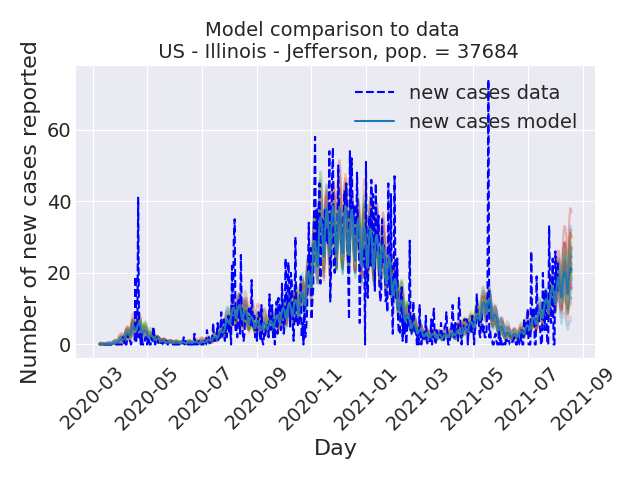 Model comparison to data
US - Illinois - Jefferson, pop. = 37684
Number of new cases reported
60
40
20
0
new cases data
new cases model
2020-03
2020-05
2020-07
2020-09
2020-11
2021-01
2021-03
2021-05
2021-07
2021-09
Day